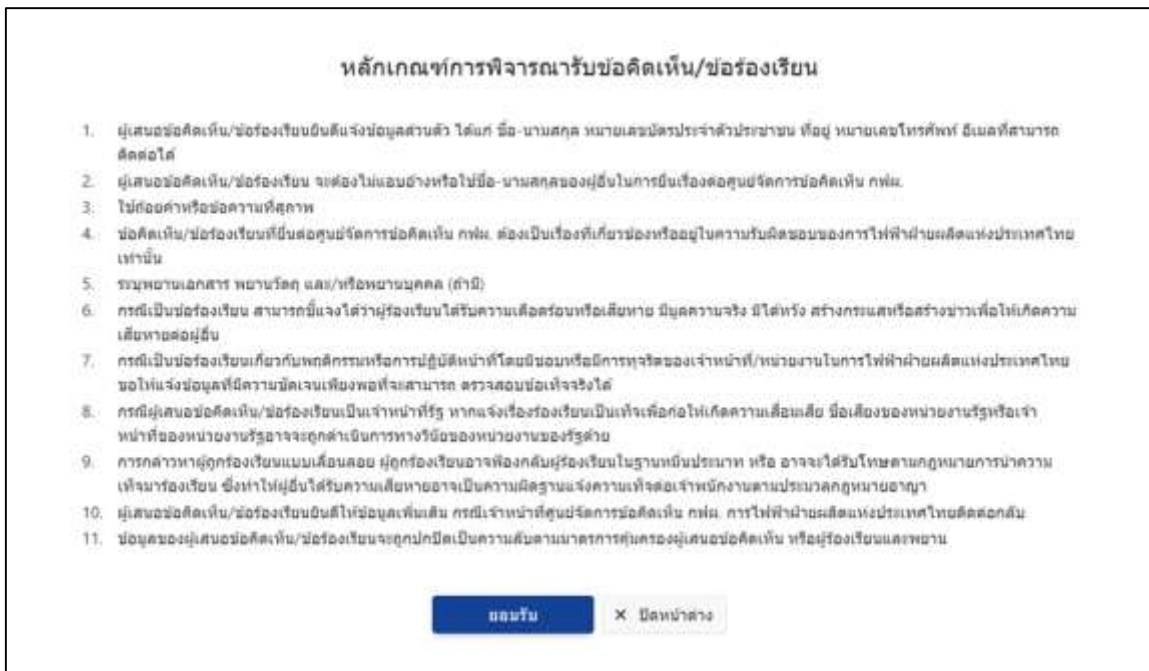 หลักเกณฑ์การพิจารณารับข้อคิดเห็น/ข้อร้องเรียน
1. ผู้เสนอข้อคิดเห็น/ข้อร้องเรียนยินดีแจ้งข้อมูลส่วนตัว ได้แก่ ชื่อ-นามสกุล หมายเลขบัตรประจำตัวประชาชน ที่อยู่ หมายเลขโทรศัพท์ อีเมลที่สามารถ
ติดต่อได้
2. ผู้เสนอข้อคิดเห็น/ข้อร้องเรียน จะต้องไม่แอบอ้างหรือใช้ชื่อ-นามสกุลของผู้อื่นในการยื่นเรื่องต่อศูนย์จัดการข้อคิดเห็น กฟผ.
3. ใช้ถ้อยคำหรือข้อความที่สุภาพ
4. ข้อคิดเห็น/ข้อร้องเรียนที่ยื่นต่อศูนย์จัดการข้อคิดเห็น กฟผ. ต้องเป็นเรื่องที่เกี่ยวข้องหรืออยู่ในความรับผิดชอบของการไฟฟ้าฝ่ายผลิตแห่งประเทศไทย
เท่านั้น
5. ระบุพยานเอกสาร พยานวัตถุ และ/หรือพยานบุคคล (ถ้ามี)
6. กรณีเป็นข้อร้องเรียน สามารถชี้แจงได้ว่าผู้ร้องเรียนได้รับความเดือดร้อนหรือเสียหาย มีมูลความจริง มิได้หวัง สร้างกระแสหรือสร้างข่าวเพื่อให้เกิดความ
เสียหายต่อผู้อื่น
7. กรณีเป็นข้อร้องเรียนเกี่ยวกับพฤติกรรมหรือการปฏิบัติหน้าที่โดยมิชอบหรือมีการทุจริตของเจ้าหน้าที่/หน่วยงานในการไฟฟ้าฝ่ายผลิตแห่งประเทศไทย
ขอให้แจ้งข้อมูลที่มีความชัดเจนเพียงพอที่จะสามารถ ตรวจสอบข้อเท็จจริงได้
8. กรณีผู้เสนอข้อคิดเห็น/ข้อร้องเรียนเป็นเจ้าหน้าที่รัฐ หากแจ้งเรื่องร้องเรียนเป็นเท็จเพื่อก่อให้เกิดความเสื่อมเสีย ชื่อเสียงของหน่วยงานรัฐหรือเจ้า
หน้าที่ของหน่วยงานรัฐอาจจะถูกดำเนินการทางวินัยของหน่วยงานของรัฐด้วย
9. การกล่าวหาผู้ถูกร้องเรียนแบบเลื่อนลอย ผู้ถูกร้องเรียนอาจฟ้องกลับผู้ร้องเรียนในฐานหมิ่นประมาท หรือ อาจจะได้รับโทษตามกฎหมายการนำความ
เท็จมาร้องเรียน ซึ่งทำให้ผู้อื่นได้รับความเสียหายอาจเป็นความผิดฐานแจ้งความเท็จต่อเจ้าพนักงานตามประมวลกฎหมายอาญา
10. ผู้เสนอข้อคิดเห็น/ข้อร้องเรียนยินดีให้ข้อมูลเพิ่มเติม กรณีเจ้าหน้าที่ศูนย์จัดการข้อคิดเห็น กฟผ. การไฟฟ้าฝ่ายผลิตแห่งประเทศไทยติดต่อกลับ
11. ข้อมูลของผู้เสนอข้อคิดเห็น/ข้อร้องเรียนจะถูกปกปิดเป็นความลับตามมาตรการคุ้มครองผู้เสนอข้อคิดเห็น หรือผู้ร้องเรียนและพยาน
ยอมรับ × ปิดหน้าต่าง